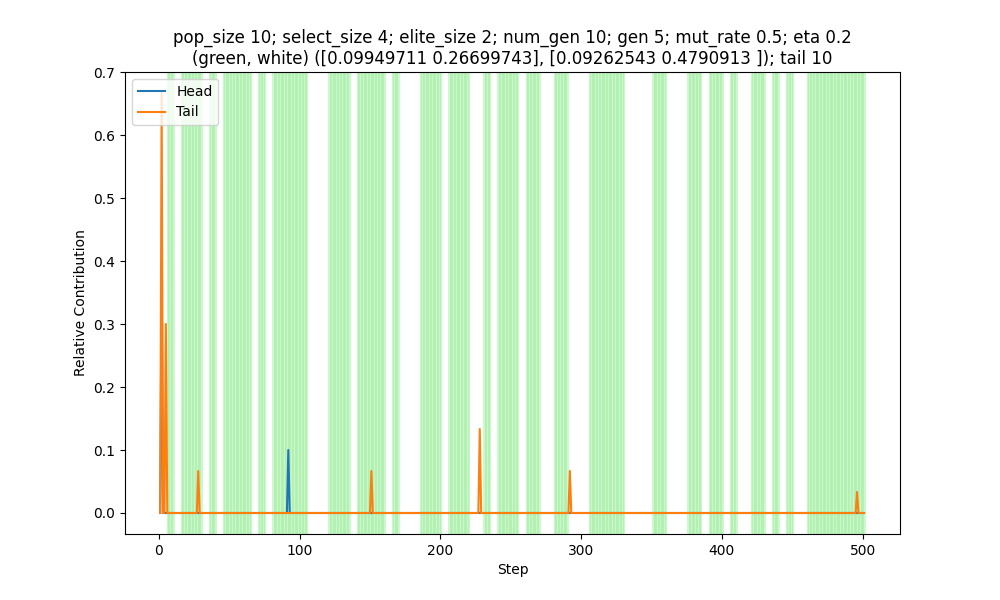 pop_size 10; select_size 4; elite_size 2; num_gen 10; gen 5; mut_rate 0.5; eta 0.2
(green, white) ([0.09949711 0.26699743], [0.09262543 0.4790913 ]); tail 10
0.7
Head
Tail
0.6
0.5
0.4
0.3
0.2
0.1
0.0
Relative Contribution
0 100 200 300 400 500
Step